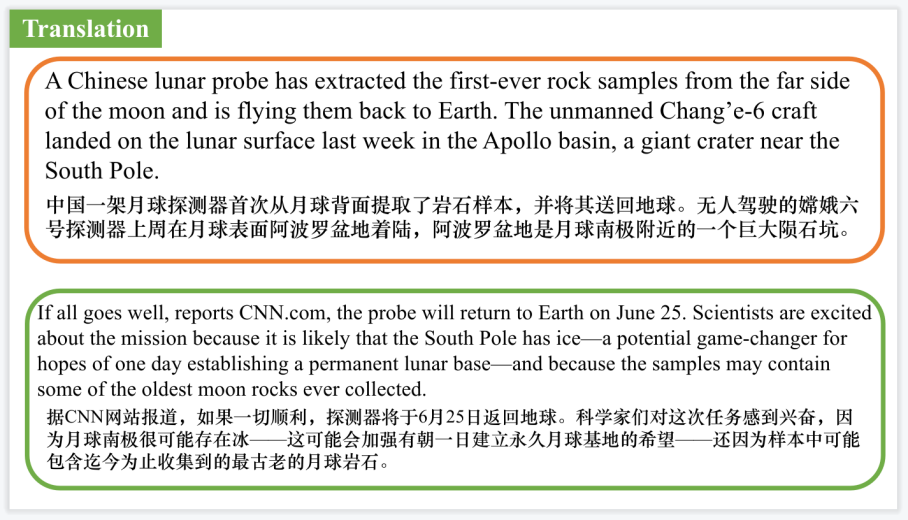 Translation
A Chinese lunar probe has extracted the first-ever rock samples from the far side
of the moon and is flying them back to Earth. The unmanned Chang’e-6 craft
landed on the lunar surface last week in the Apollo basin, a giant crater near the
South Pole.
中国一架月球探测器首次从月球背面提取了岩石样本，并将其送回地球。无人驾驶的嫦娥六
号探测器上周在月球表面阿波罗盆地着陆，阿波罗盆地是月球南极附近的一个巨大陨石坑。
If all goes well, reports CNN.com, the probe will return to Earth on June 25. Scientists are excited
about the mission because it is likely that the South Pole has ice—a potential game-changer for
hopes of one day establishing a permanent lunar base—and because the samples may contain
some of the oldest moon rocks ever collected.
据CNN网站报道，如果一切顺利，探测器将于6月25日返回地球。科学家们对这次任务感到兴奋，因
为月球南极很可能存在冰——这可能会加强有朝一日建立永久月球基地的希望——还因为样本中可能
包含迄今为止收集到的最古老的月球岩石。